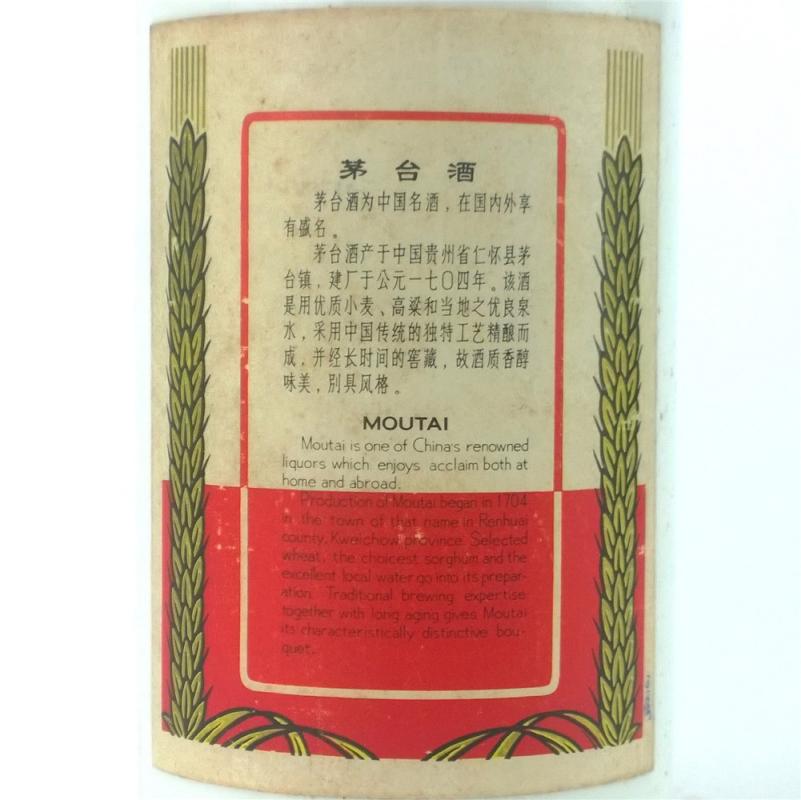 茅台酒
茅台酒为中国名酒，在国内外享
有盛名。
茅台酒产于中国贵州省仁怀县茅
台镇，建厂于公元一七〇四年。该酒
是用优质小麦、高粱和当地之优良泉
水，采用中国传统的独特工艺精酿而
成，并经长时间的窖藏，故酒质香醇
味美，别具风格。
MOUTAI
Moutai is one of China's renowned
liquors which enjoys acclaim both at
home and abroad.
Production of Moutai began in 1704
in the town of that name in Renhuai
county, Kweichow province. Selected
wheat, the choicest sorghum and the
excellent local water go into its prepar-
ation. Traditional brewing expertise
together with long aging gives Moutai
its characteristically distinctive bou-
quet.